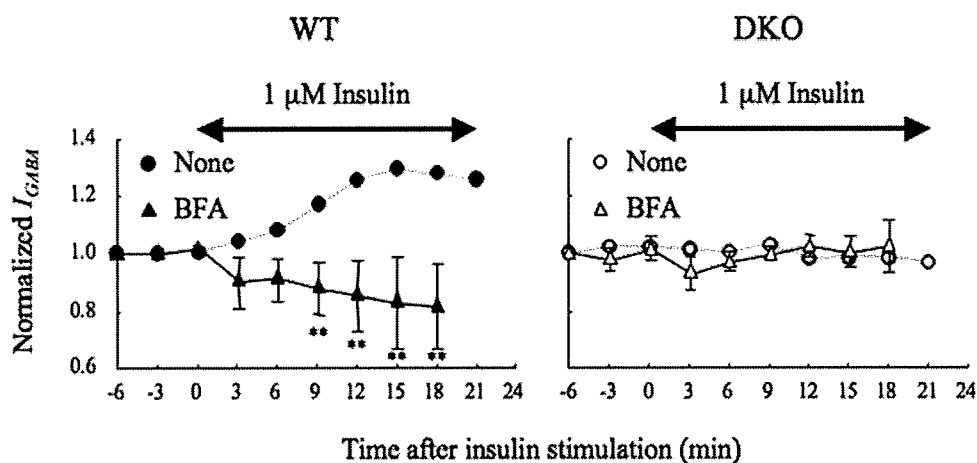 WT
DKO
1 μM Insulin
1 μM Insulin
Normalized I_GABA
1.4
1.2
1.0
0.8
0.6
None
BFA
None
BFA
** ** ** **
-6 -3 0 3 6 9 12 15 18 21 24
-6 -3 0 3 6 9 12 15 18 21 24
Time after insulin stimulation (min)